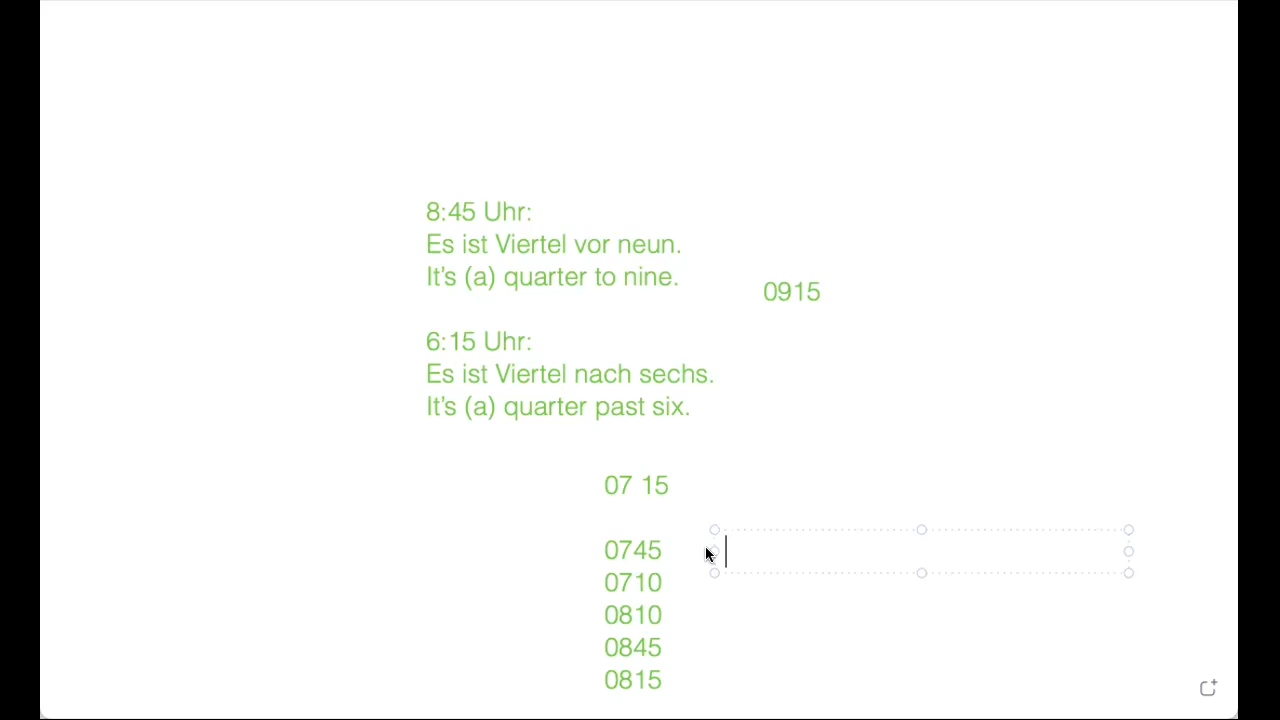 8:45 Uhr:
Es ist Viertel vor neun.
It's (a) quarter to nine.
0915
6:15 Uhr:
Es ist Viertel nach sechs.
It's (a) quarter past six.
07 15
0745
0710
0810
0845
0815